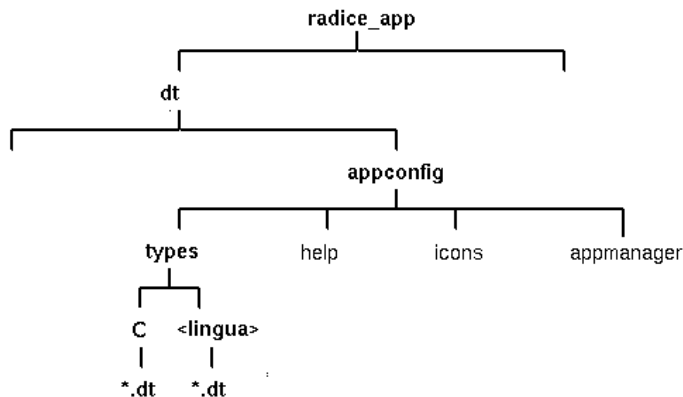 radice_app
dt
appconfig
types help icons appmanager
C <lingua>
*.dt *.dt